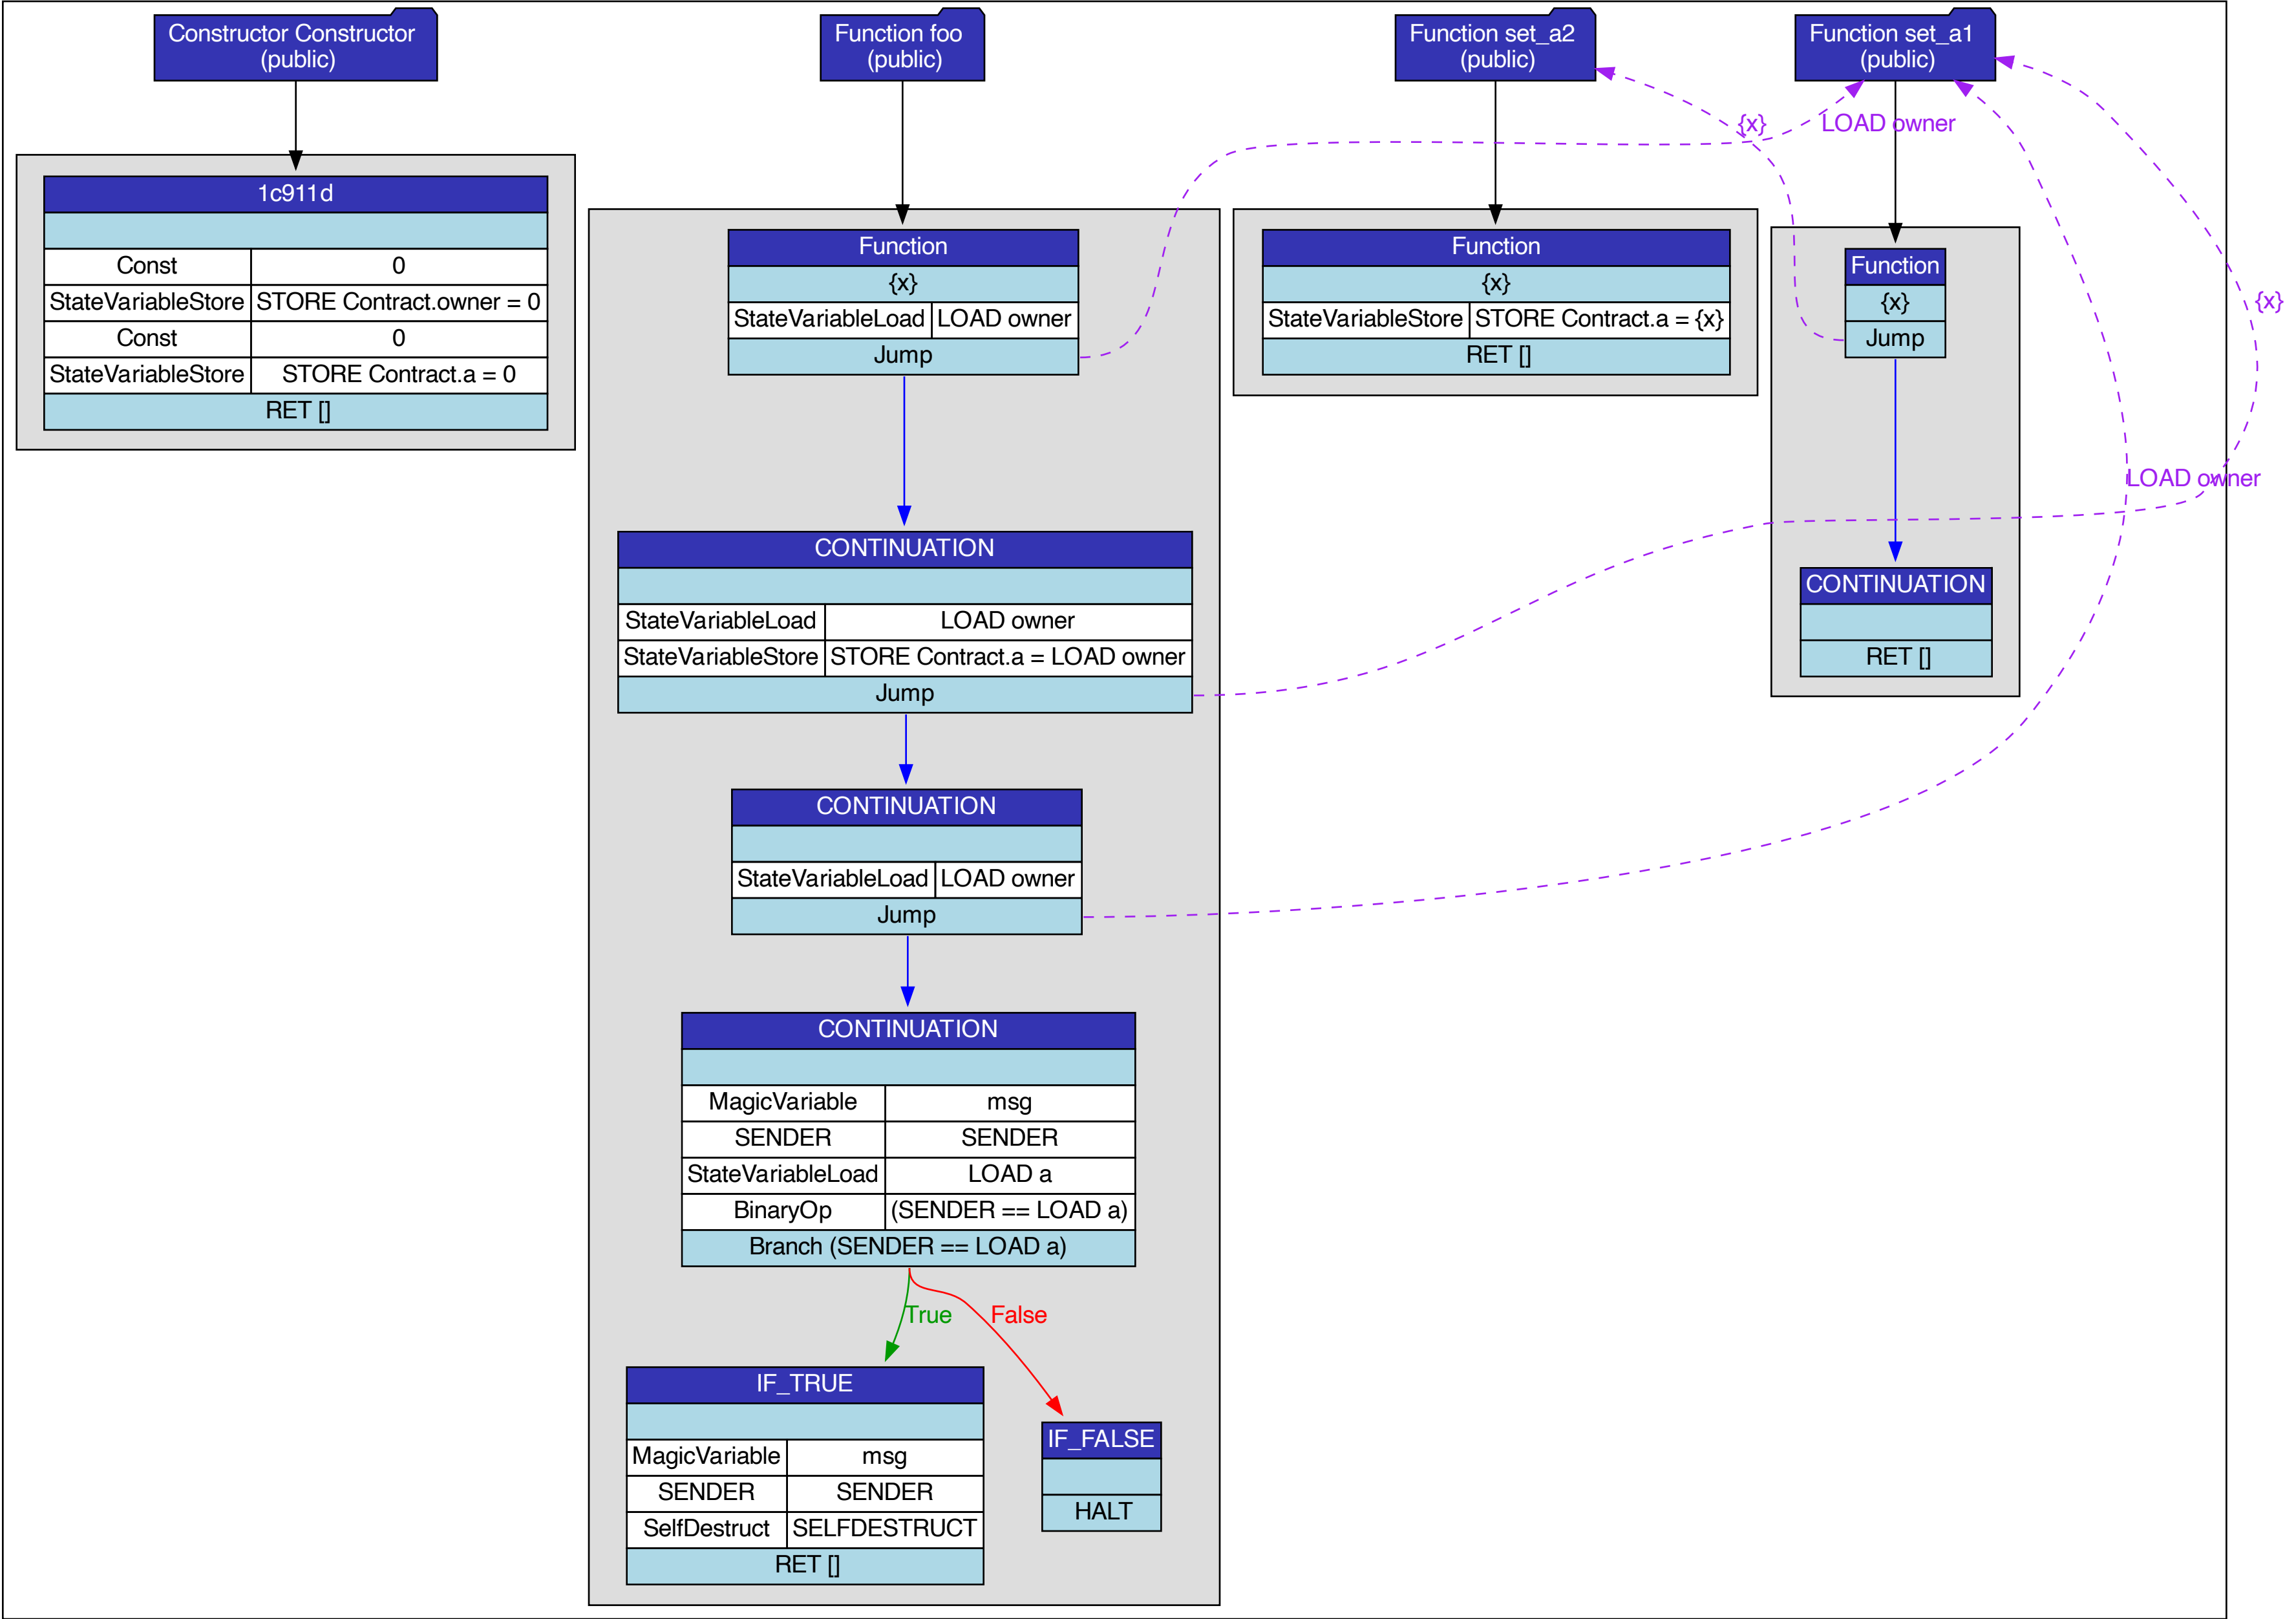 Constructor Constructor
(public)
Function foo
(public)
Function set_a2
(public)
Function set_a1
(public)
{x}
LOAD owner
1c911d
Const 0
StateVariableStore STORE Contract.owner = 0
Const 0
StateVariableStore STORE Contract.a = 0
RET []
Function
{x}
StateVariableLoad LOAD owner
Jump
Function
{x}
StateVariableStore STORE Contract.a = {x}
RET []
Function
{x}
Jump
{x}
LOAD owner
CONTINUATION
StateVariableLoad LOAD owner
StateVariableStore STORE Contract.a = LOAD owner
Jump
CONTINUATION
RET []
CONTINUATION
StateVariableLoad LOAD owner
Jump
CONTINUATION
MagicVariable msg
SENDER SENDER
StateVariableLoad LOAD a
BinaryOp (SENDER == LOAD a)
Branch (SENDER == LOAD a)
True
False
IF_TRUE
MagicVariable msg
SENDER SENDER
SelfDestruct SELFDESTRUCT
RET []
IF_FALSE
HALT